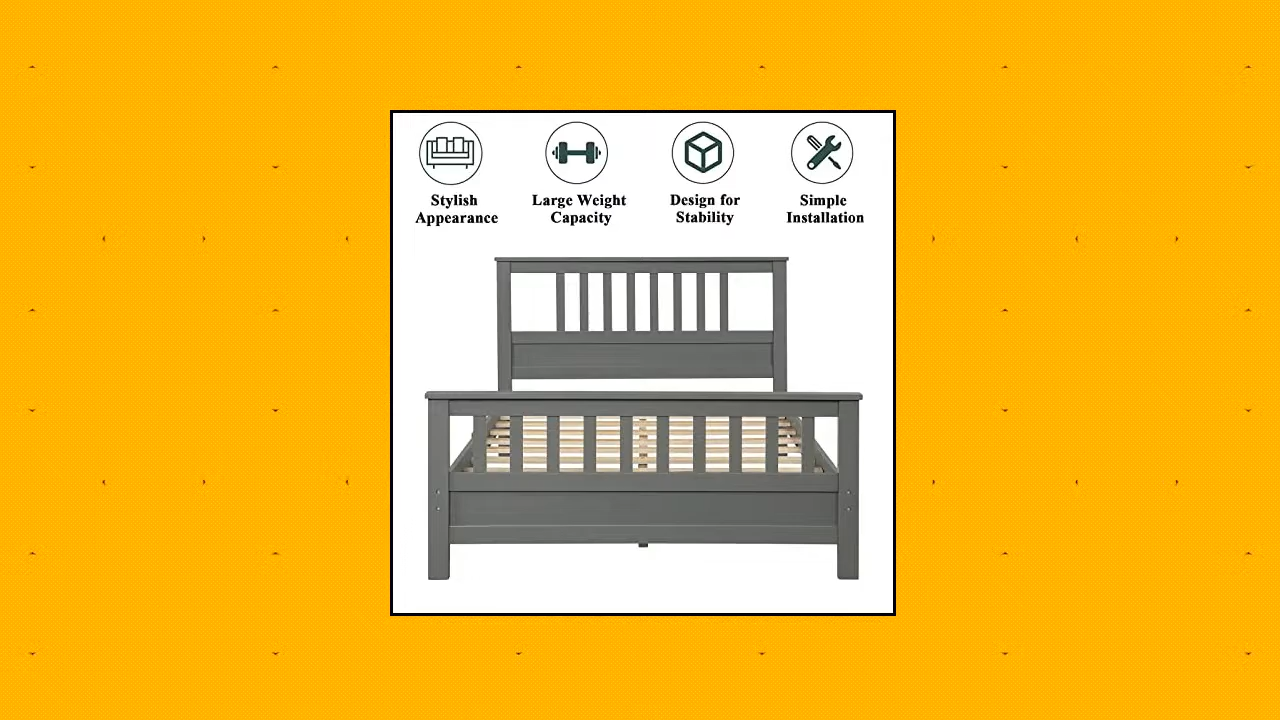 Stylish
Appearance
Large Weight
Capacity
Design for
Stability
Simple
Installation